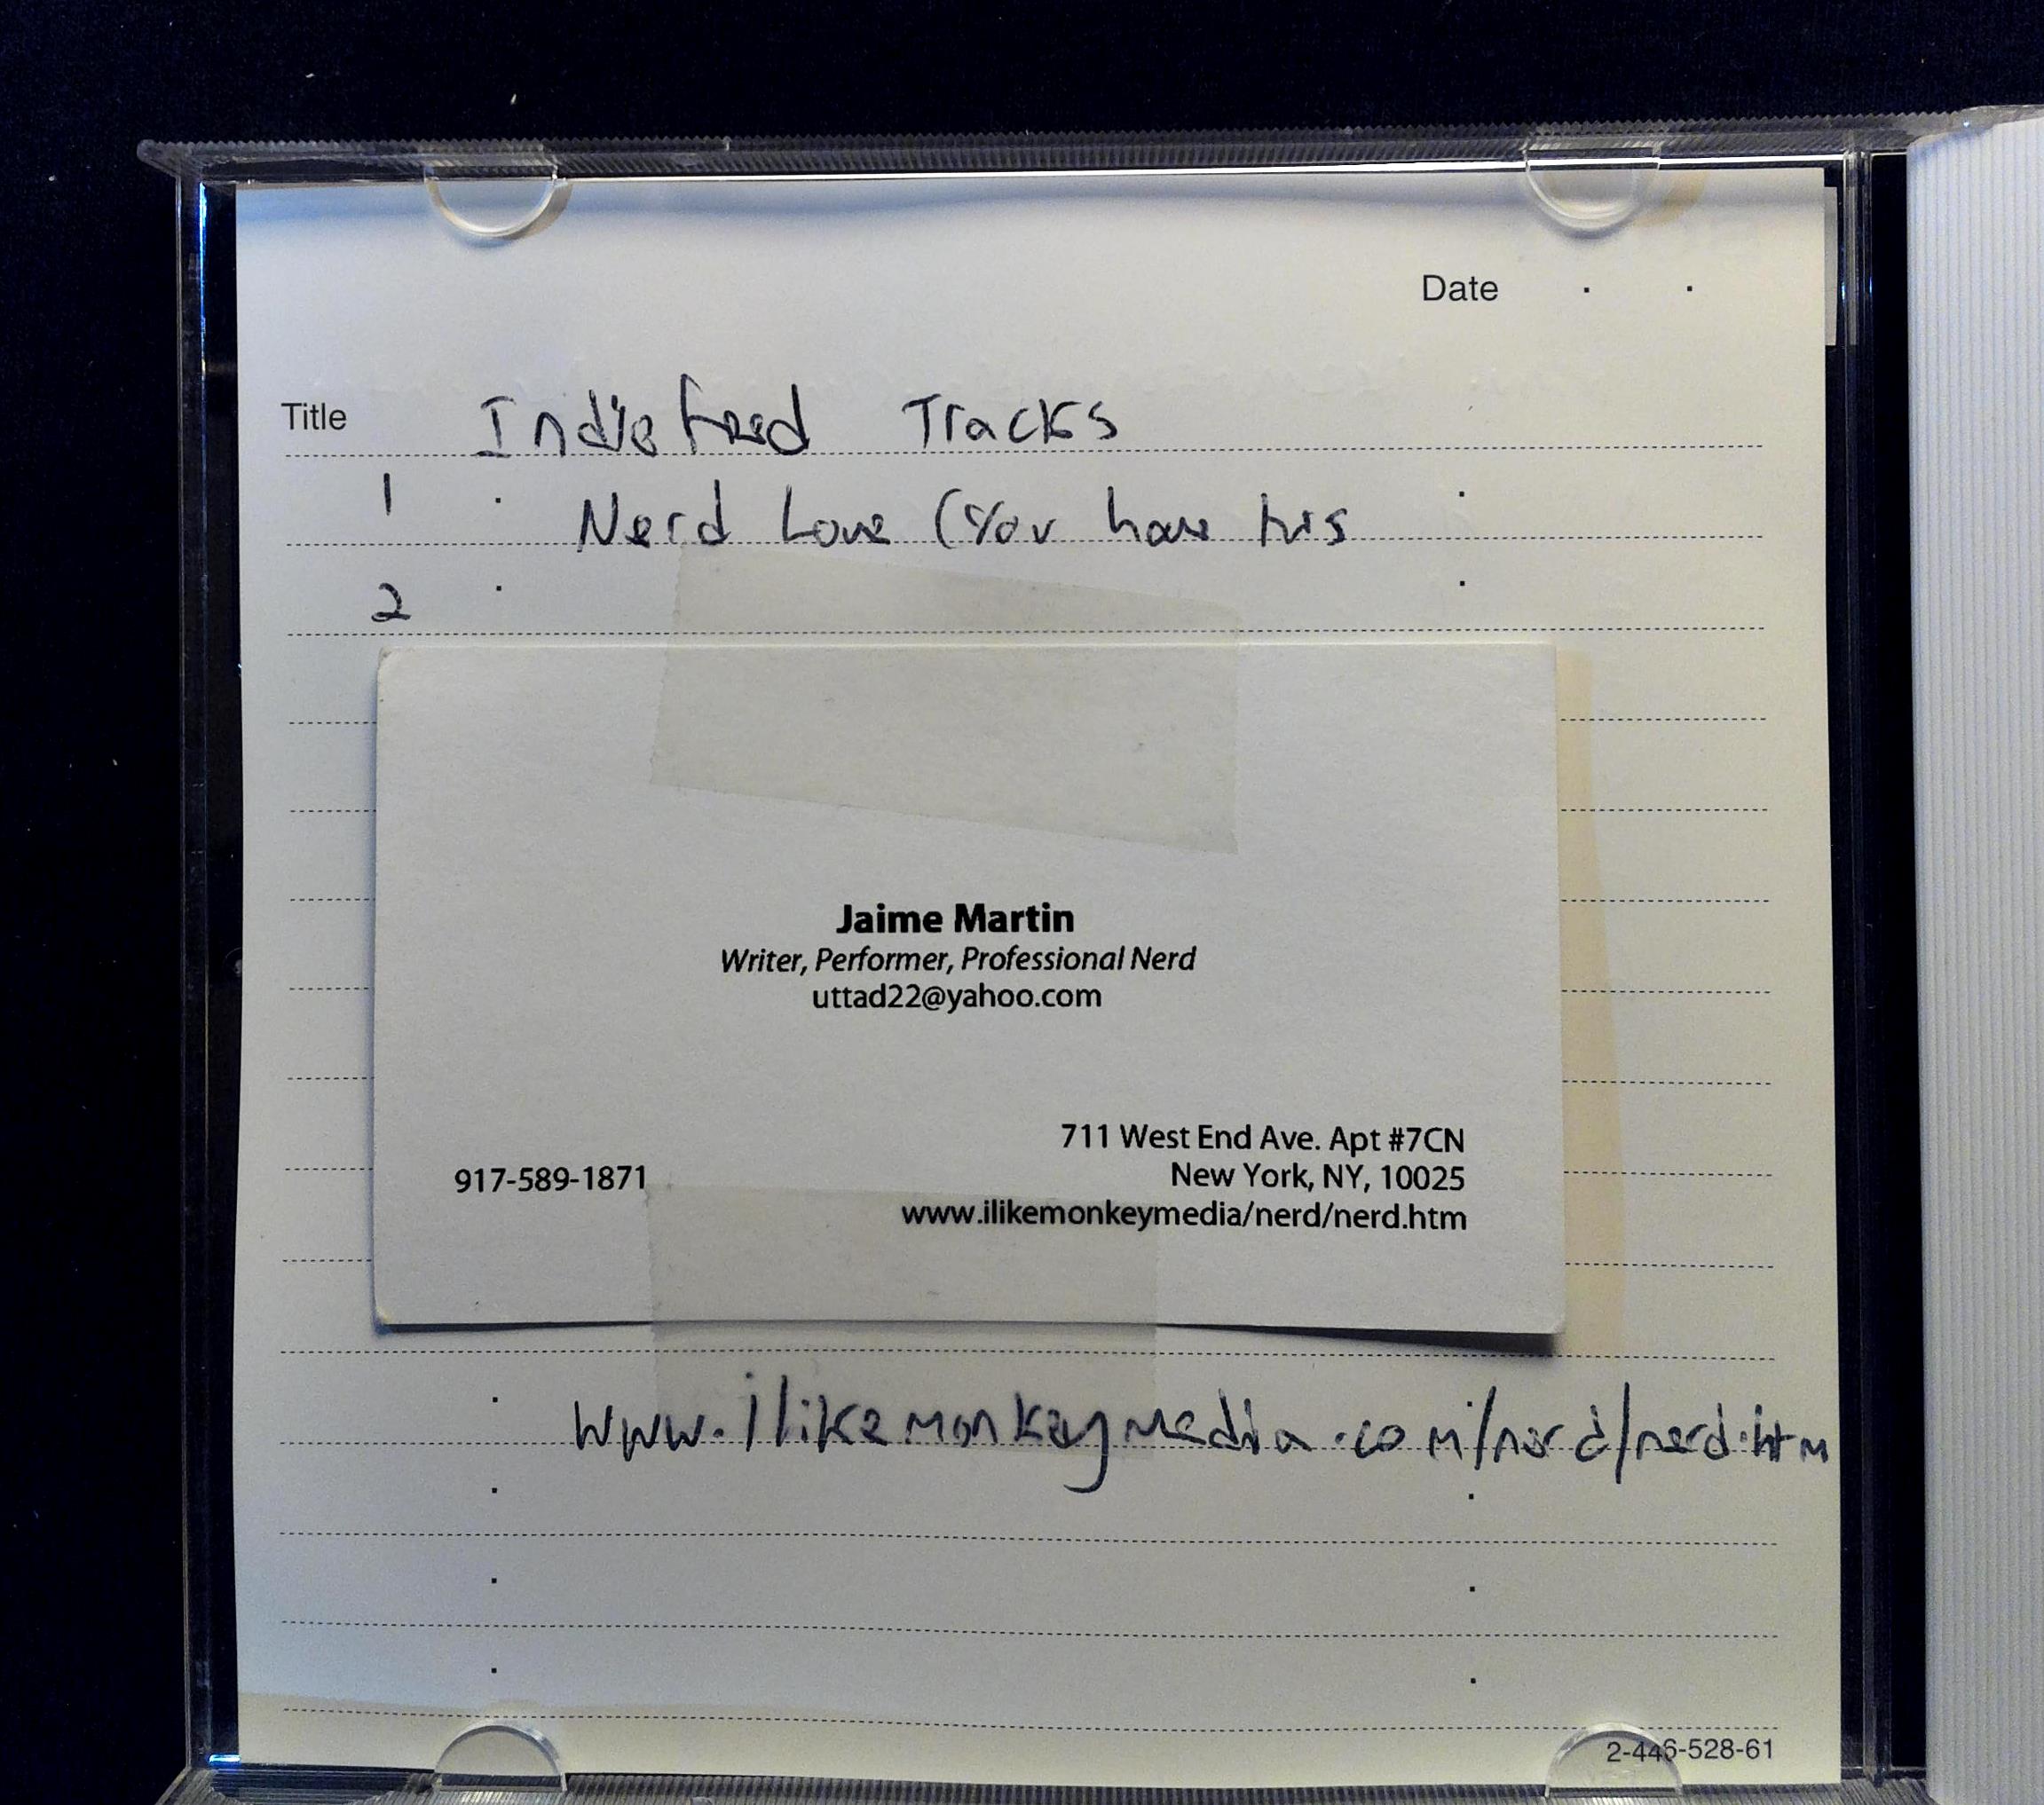 Date . .
Title Indiefeed Tracks
1 . Nerd Love (You have this .
2 . .
Jaime Martin
Writer, Performer, Professional Nerd
uttad22@yahoo.com
711 West End Ave. Apt #7CN
917-589-1871 New York, NY, 10025
www.ilikemonkeymedia/nerd/nerd.htm
www.ilikemonkeymedia.com/nerd/nerd.htm
2-446-528-61